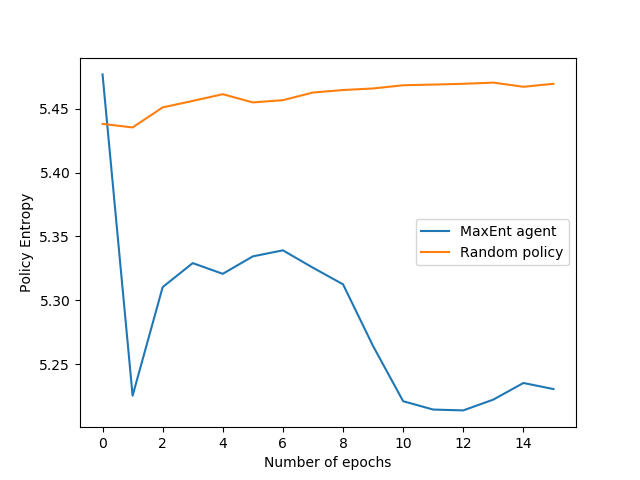 Policy Entropy
5.45
5.40
5.35
5.30
5.25
MaxEnt agent
Random policy
0 2 4 6 8 10 12 14
Number of epochs